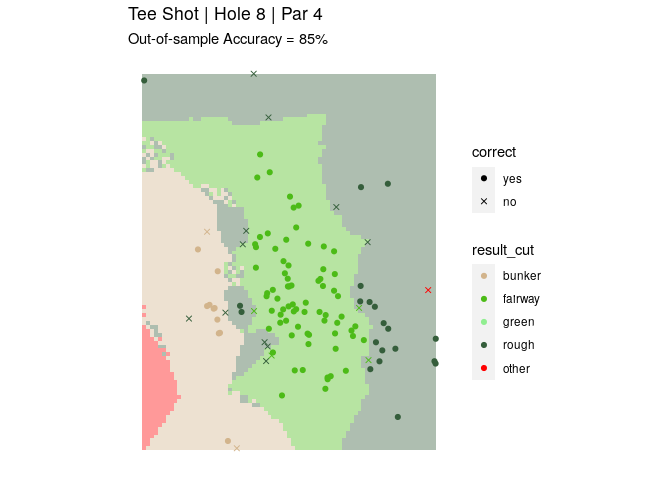 Tee Shot | Hole 8 | Par 4
Out-of-sample Accuracy = 85%
correct
yes
no
result_cut
bunker
fairway
green
rough
other